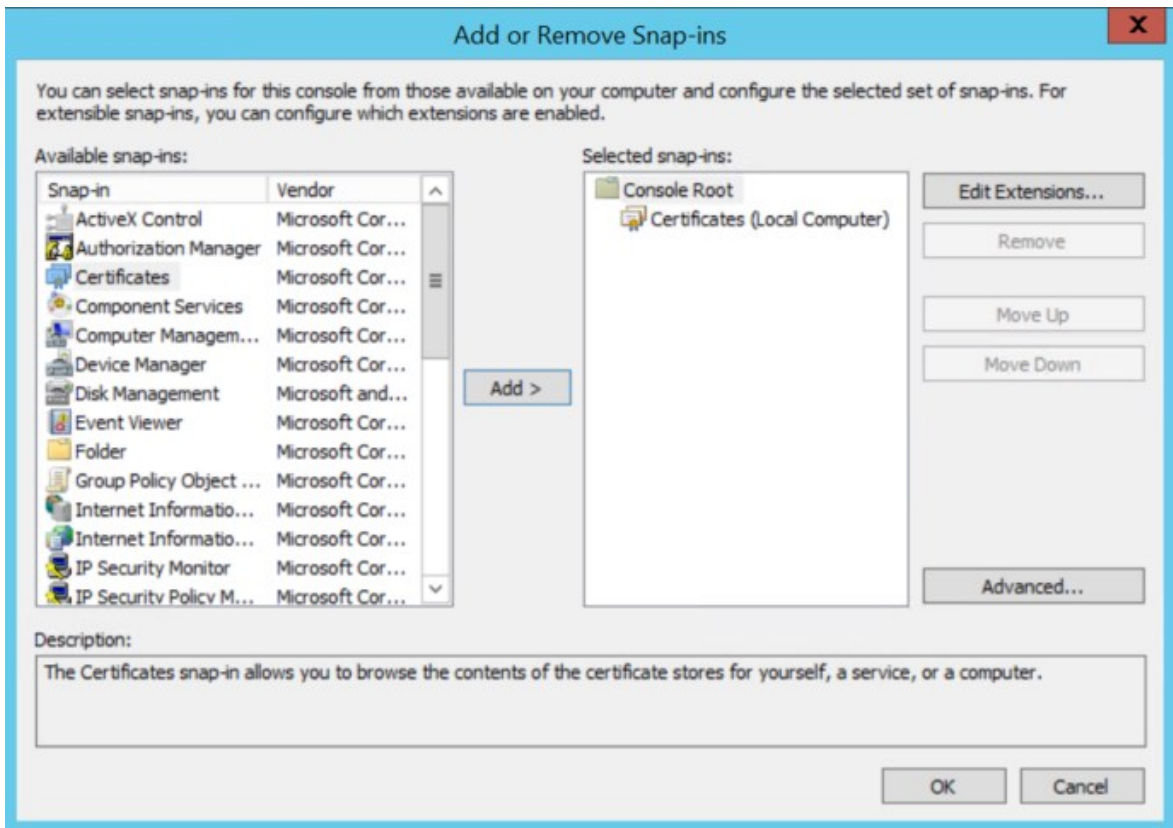 Add or Remove Snap-ins
X
You can select snap-ins for this console from those available on your computer and configure the selected set of snap-ins. For
extensible snap-ins, you can configure which extensions are enabled.
Available snap-ins:
Snap-in Vendor
ActiveX Control Microsoft Cor...
Authorization Manager Microsoft Cor...
Certificates Microsoft Cor...
Component Services Microsoft Cor...
Computer Managem... Microsoft Cor...
Device Manager Microsoft Cor...
Disk Management Microsoft and...
Event Viewer Microsoft Cor...
Folder Microsoft Cor...
Group Policy Object ... Microsoft Cor...
Internet Informatio... Microsoft Cor...
Internet Informatio... Microsoft Cor...
IP Security Monitor Microsoft Cor...
IP Security Policy M... Microsoft Cor...
Add >
Selected snap-ins:
Console Root
Certificates (Local Computer)
Edit Extensions...
Remove
Move Up
Move Down
Advanced...
Description:
The Certificates snap-in allows you to browse the contents of the certificate stores for yourself, a service, or a computer.
OK Cancel